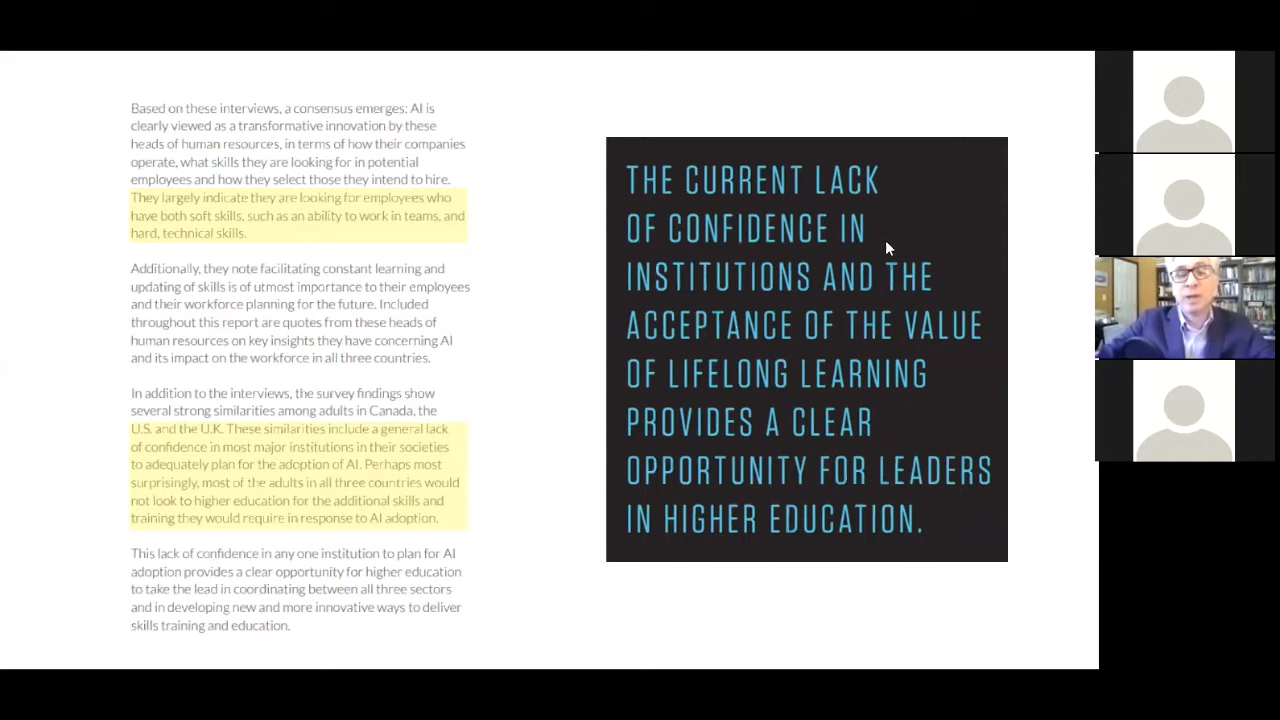 Based on these interviews, a consensus emerges: AI is
clearly viewed as a transformative innovation by these
heads of human resources, in terms of how their companies
operate, what skills they are looking for in potential
employees and how they select those they intend to hire.
They largely indicate they are looking for employees who
have both soft skills, such as an ability to work in teams, and
hard, technical skills.
Additionally, they note facilitating constant learning and
updating of skills is of utmost importance to their employees
and their workforce planning for the future. Included
throughout this report are quotes from these heads of
human resources on key insights they have concerning AI
and its impact on the workforce in all three countries.
In addition to the interviews, the survey findings show
several strong similarities among adults in Canada, the
U.S. and the U.K. These similarities include a general lack
of confidence in most major institutions in their societies
to adequately plan for the adoption of AI. Perhaps most
surprisingly, most of the adults in all three countries would
not look to higher education for the additional skills and
training they would require in response to AI adoption.
This lack of confidence in any one institution to plan for AI
adoption provides a clear opportunity for higher education
to take the lead in coordinating between all three sectors
and in developing new and more innovative ways to deliver
skills training and education.
THE CURRENT LACK
OF CONFIDENCE IN
INSTITUTIONS AND THE
ACCEPTANCE OF THE VALUE
OF LIFELONG LEARNING
PROVIDES A CLEAR
OPPORTUNITY FOR LEADERS
IN HIGHER EDUCATION.